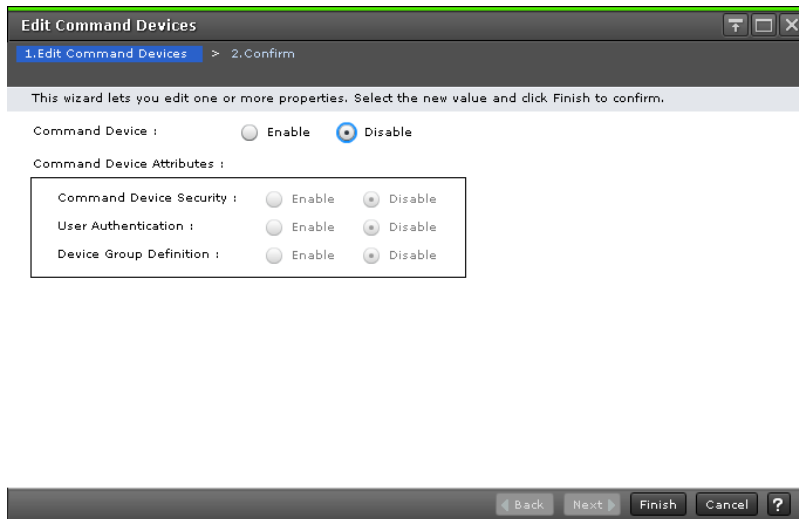 Edit Command Devices
1.Edit Command Devices > 2.Confirm
This wizard lets you edit one or more properties. Select the new value and click Finish to confirm.
Command Device : Enable Disable
Command Device Attributes :
Command Device Security : Enable Disable
User Authentication : Enable Disable
Device Group Definition : Enable Disable
Back Next Finish Cancel ?